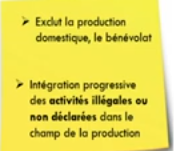 ➢ Exclut la production
domestique, le bénévolat
➢ Intégration progressive
des activités illégales ou
non déclarées dans le
champ de la production